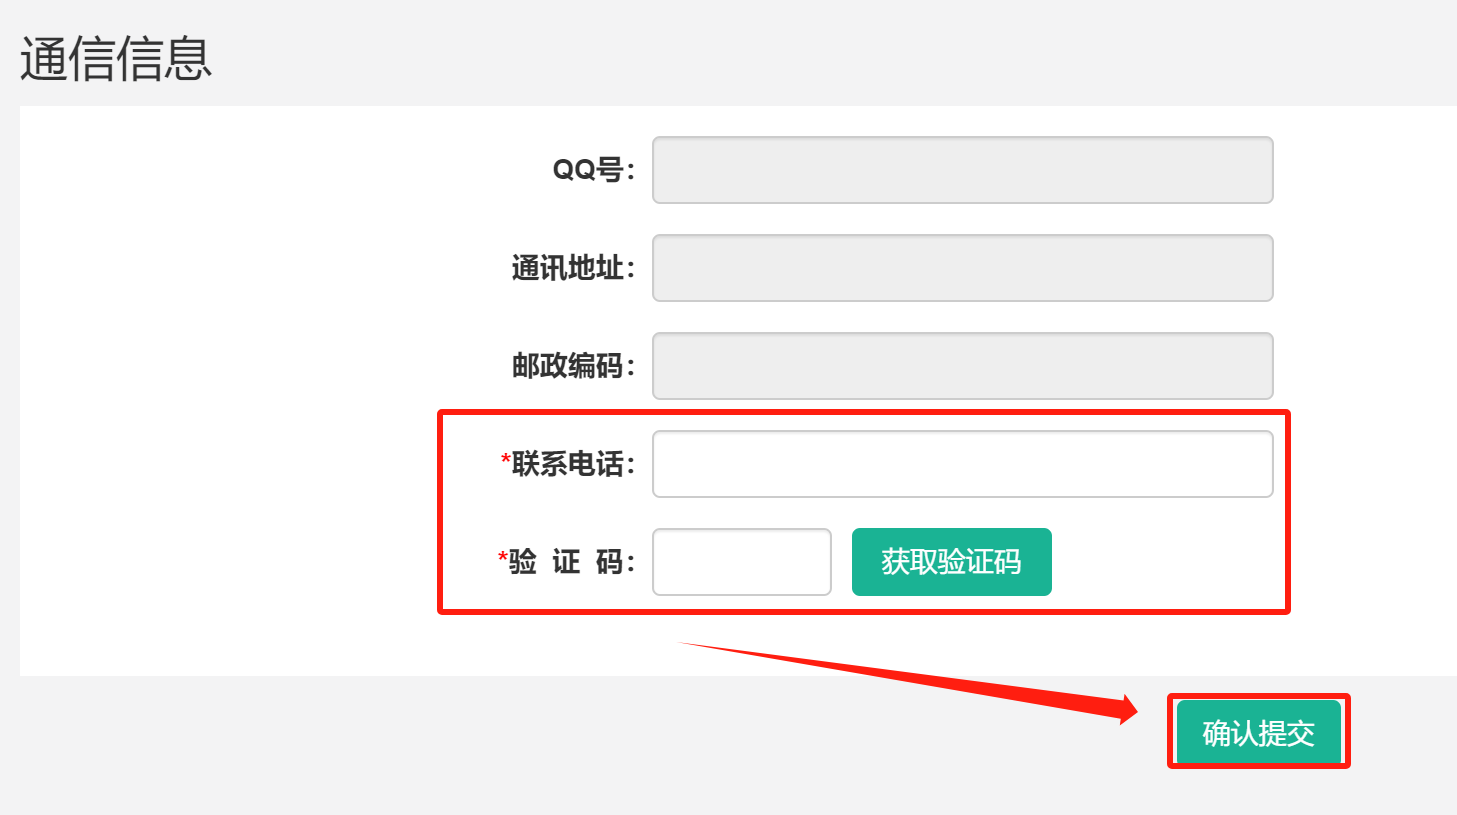 通信信息
QQ号：
通讯地址：
邮政编码：
*联系电话：
*验 证 码： 获取验证码
确认提交